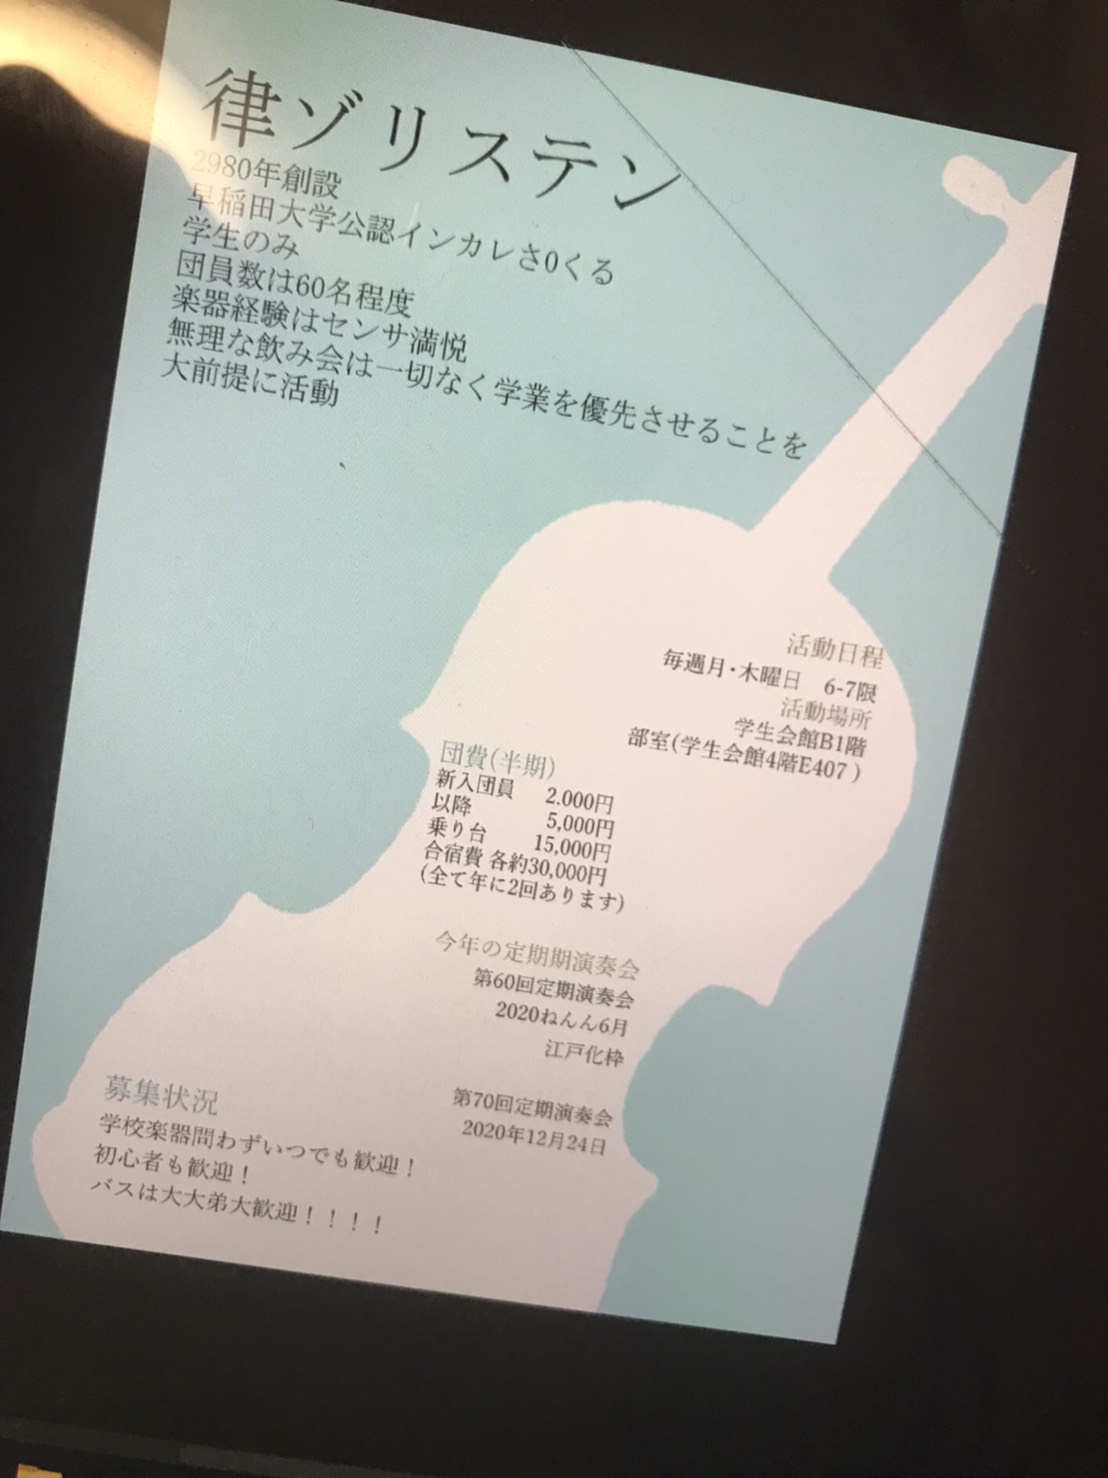 律ゾリステン
2980年創設
早稲田大学公認インカレさ0くる
学生のみ
団員数は60名程度
楽器経験はセンサ満悦
無理な飲み会は一切なく学業を優先させることを
大前提に活動
活動日程
毎週月・木曜日 6-7限
活動場所
学生会館B1階
部室(学生会館4階E407)
団費(半期)
新入団員 2.000円
以降 5,000円
乗り台 15,000円
合宿費 各約30,000円
(全て年に2回あります)
今年の定期期演奏会
第60回定期演奏会
2020ねんん6月
江戸化枠
第70回定期演奏会
2020年12月24日
募集状況
学校楽器問わずいつでも歓迎！
初心者も歓迎！
バスは大大弟大歓迎！！！！